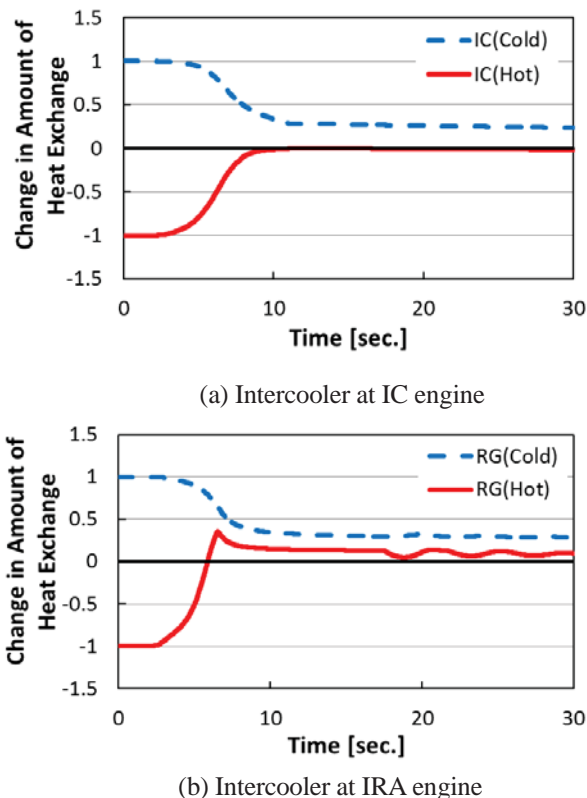 Change in Amount of
Heat Exchange
1.5
1
0.5
0
-0.5
-1
-1.5
IC(Cold)
IC(Hot)
0
10
20
30
Time [sec.]
(a) Intercooler at IC engine
Change in Amount of
Heat Exchange
1.5
1
0.5
0
-0.5
-1
-1.5
RG(Cold)
RG(Hot)
0
10
20
30
Time [sec.]
(b) Intercooler at IRA engine